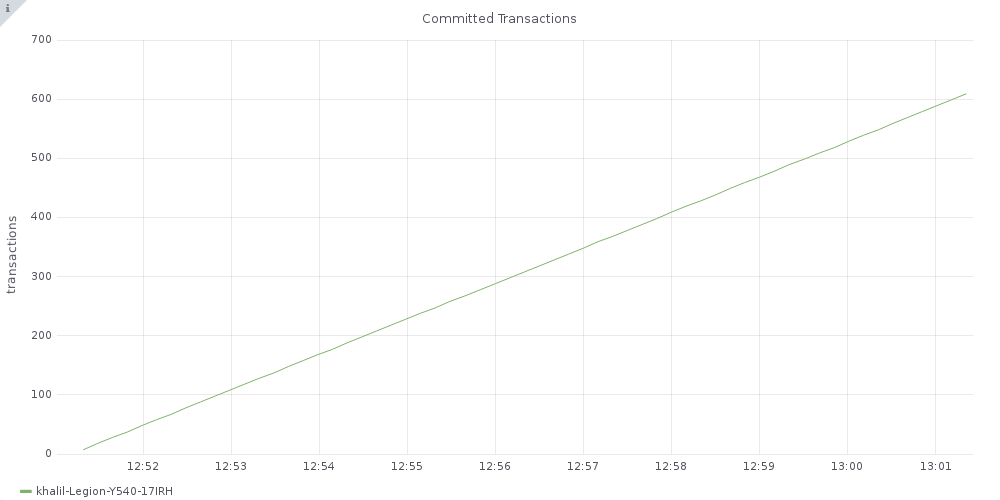 i
Committed Transactions
700
600
500
400
300
200
100
0
transactions
12:52 12:53 12:54 12:55 12:56 12:57 12:58 12:59 13:00 13:01
khalil-Legion-Y540-17IRH